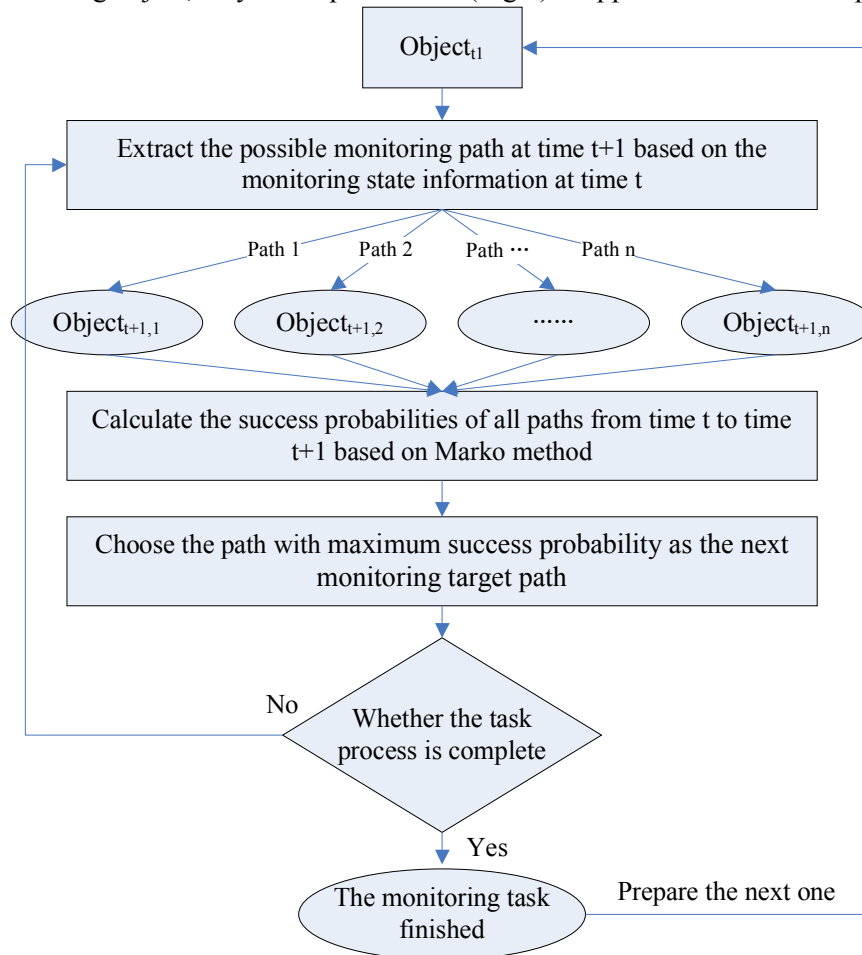 Object_t1
Extract the possible monitoring path at time t+1 based on the
monitoring state information at time t
Path 1 Path 2 Path ··· Path n
Object_t+1,1 Object_t+1,2 ······ Object_t+1,n
Calculate the success probabilities of all paths from time t to time
t+1 based on Marko method
Choose the path with maximum success probability as the next
monitoring target path
No
Whether the task
process is complete
Yes
The monitoring task
finished
Prepare the next one